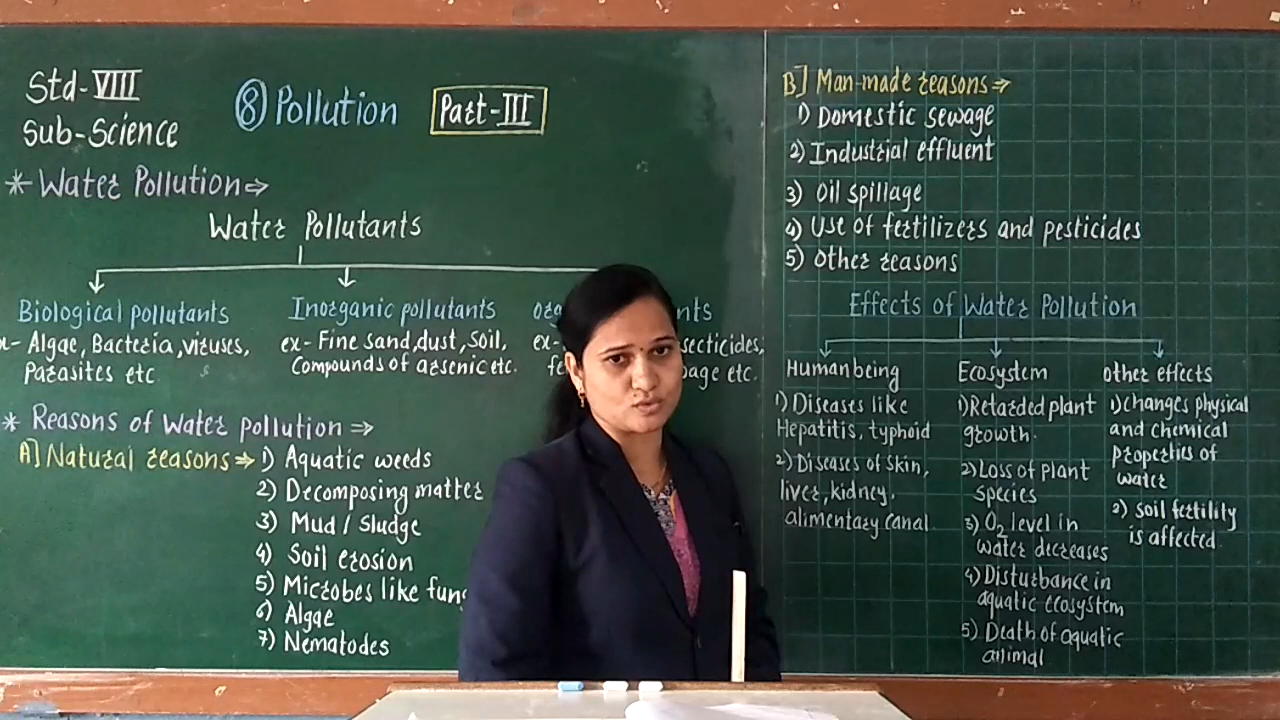 Std-VIII
Sub-Science
⑧ Pollution
Part-III
* Water Pollution⇒
Water Pollutants
Biological pollutants
- Algae, Bacteria, viruses,
Parasites etc
Inorganic pollutants
ex- Fine sand, dust, soil,
Compounds of arsenic etc.
ex-
etc.
* Reasons of water pollution ⇒
A] Natural reasons ⇒ 1) Aquatic weeds
2) Decomposing matter
3) Mud / Sludge
4) Soil erosion
5) Microbes like
6) Algae
7) Nematodes
B] Man-made reasons ⇒
1) Domestic sewage
2) Industrial effluent
3) Oil spillage
4) Use of fertilizers and pesticides
5) Other reasons
Effects of Water Pollution
Human being
1) Diseases like
Hepatitis, typhoid
2) Diseases of skin,
liver, kidney,
alimentary canal
Ecosystem
1) Retarded plant
growth.
2) Loss of plant
species
3) O₂ level in
water decreases
4) Disturbance in
aquatic ecosystem
5) Death of aquatic
animal
other effects
1) Changes physical
and chemical
properties of
water
2) soil fertility
is affected.